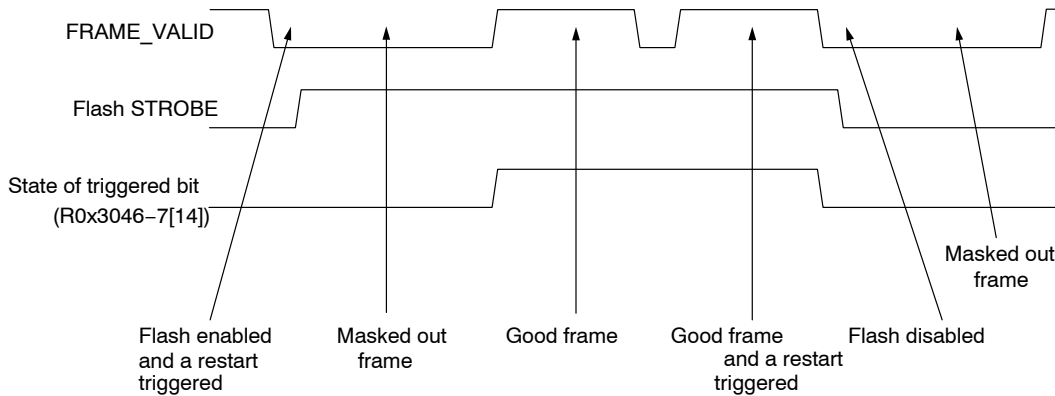 FRAME_VALID
Flash STROBE
State of triggered bit
(R0x3046−7[14])
Masked out
frame
Flash enabled
and a restart
triggered
Masked out
frame
Good frame
Good frame
and a restart
triggered
Flash disabled